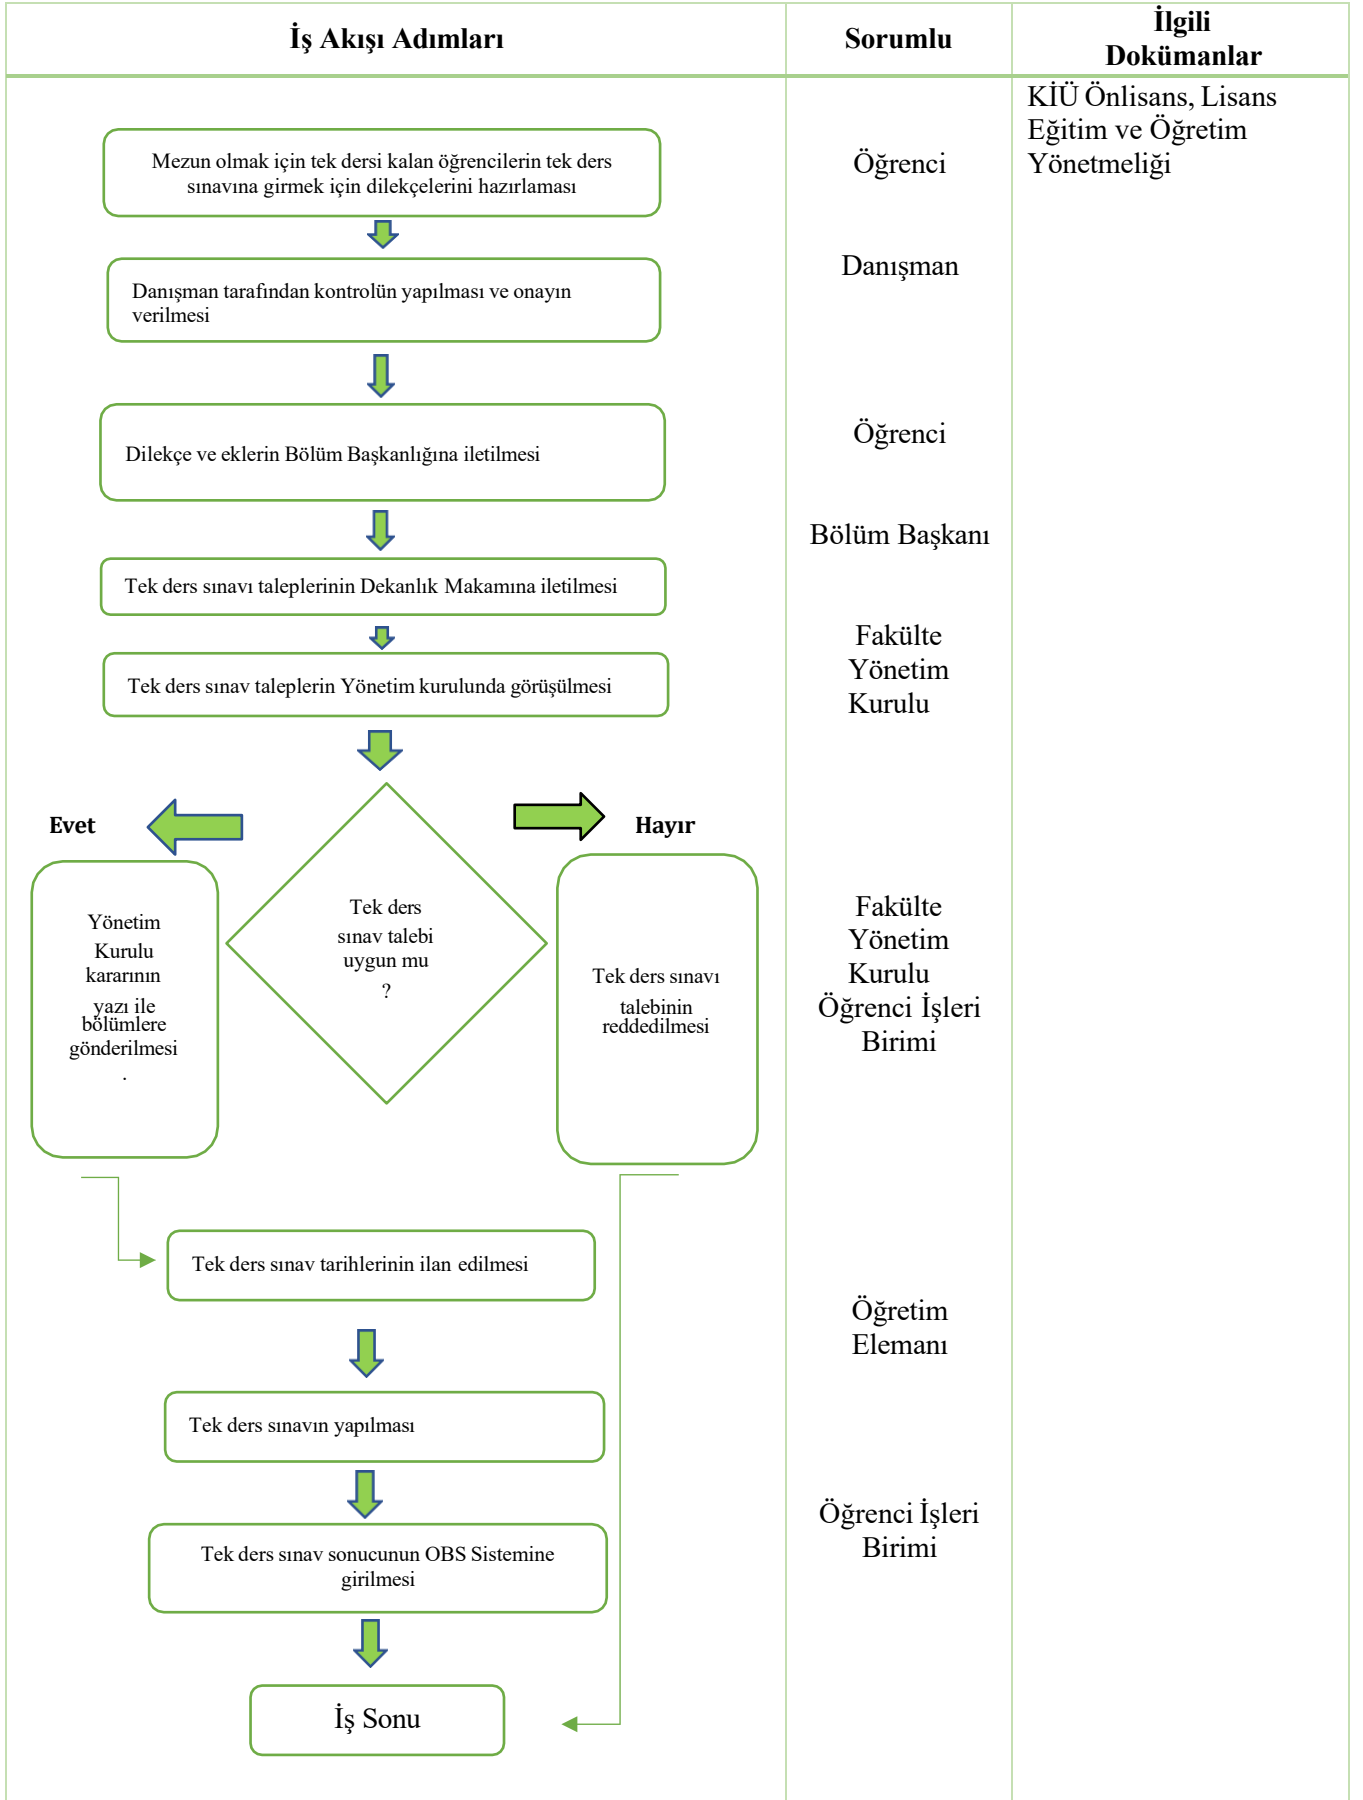 İş Akışı Adımları
Sorumlu
İlgili
Dokümanlar
KİÜ Önlisans, Lisans
Eğitim ve Öğretim
Yönetmeliği
Mezun olmak için tek dersi kalan öğrencilerin tek ders
sınavına girmek için dilekçelerini hazırlaması
Öğrenci
Danışman tarafından kontrolün yapılması ve onayın
verilmesi
Danışman
Dilekçe ve eklerin Bölüm Başkanlığına iletilmesi
Öğrenci
Tek ders sınavı taleplerinin Dekanlık Makamına iletilmesi
Bölüm Başkanı
Tek ders sınav taleplerin Yönetim kurulunda görüşülmesi
Fakülte
Yönetim
Kurulu
Evet
Hayır
Yönetim
Kurulu
kararının
yazı ile
bölümlere
gönderilmesi
.
Tek ders
sınav talebi
uygun mu
?
Tek ders sınavı
talebinin
reddedilmesi
Fakülte
Yönetim
Kurulu
Öğrenci İşleri
Birimi
Tek ders sınav tarihlerinin ilan edilmesi
Öğretim
Elemanı
Tek ders sınavın yapılması
Tek ders sınav sonucunun OBS Sistemine
girilmesi
Öğrenci İşleri
Birimi
İş Sonu